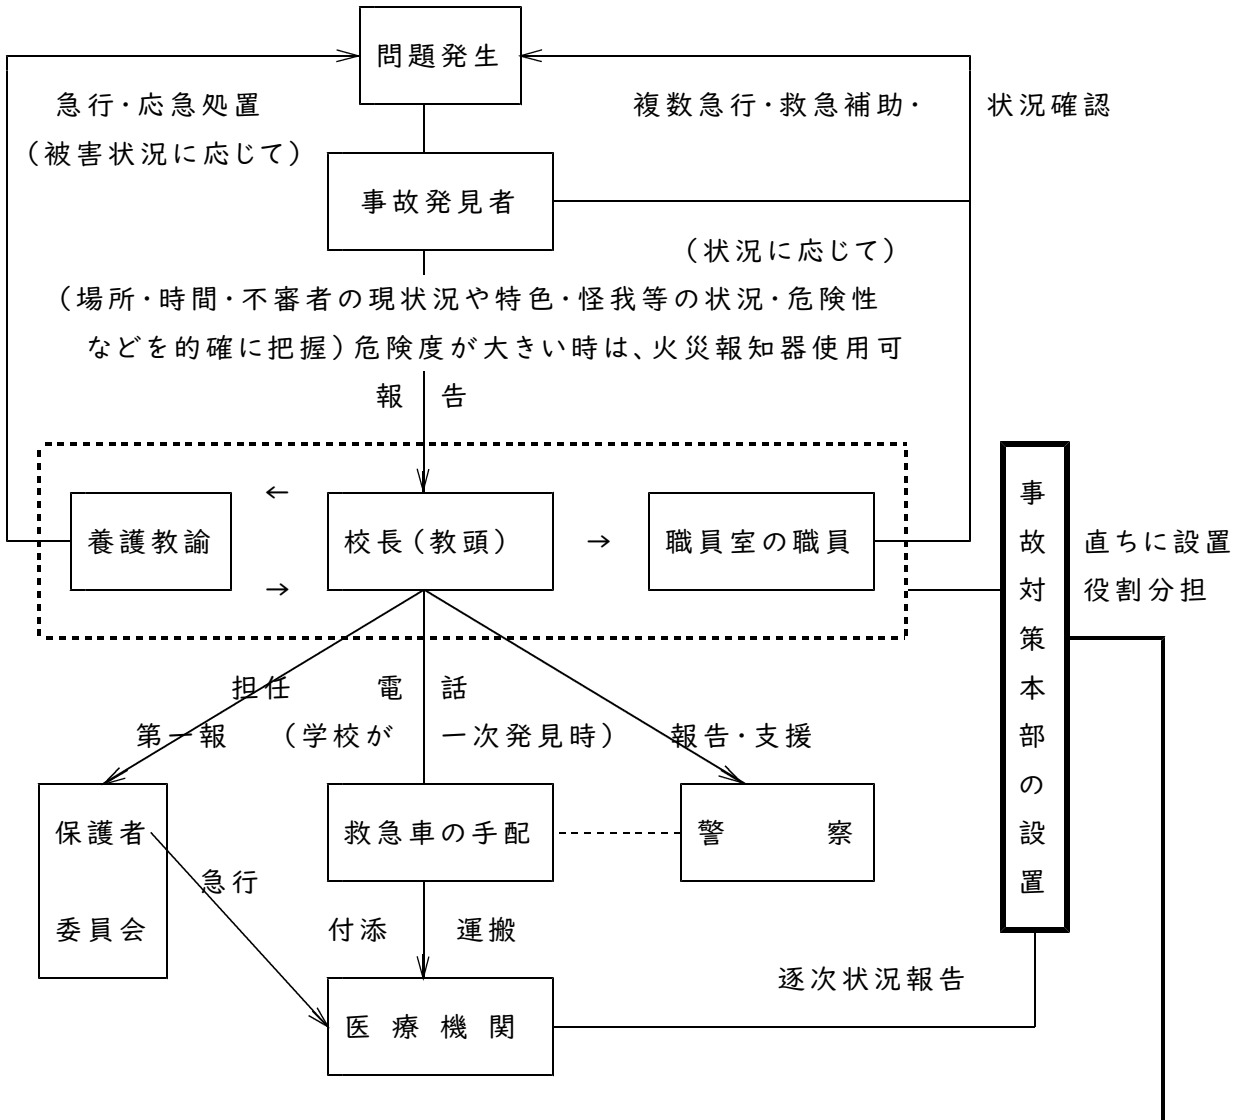 問題発生
急行・応急処置
複数急行・救急補助・
状況確認
（被害状況に応じて）
事故発見者
（状況に応じて）
（場所・時間・不審者の現状況や特色・怪我等の状況・危険性
などを的確に把握）危険度が大きい時は、火災報知器使用可
報 告
←
養護教諭
校長（教頭）
→
職員室の職員
→
事故対策本部の設置
直ちに設置
役割分担
担任
電 話
第一報
（学校が 一次発見時）
報告・支援
保護者
救急車の手配
警 察
急行
委員会
付添
運搬
逐次状況報告
医 療 機 関